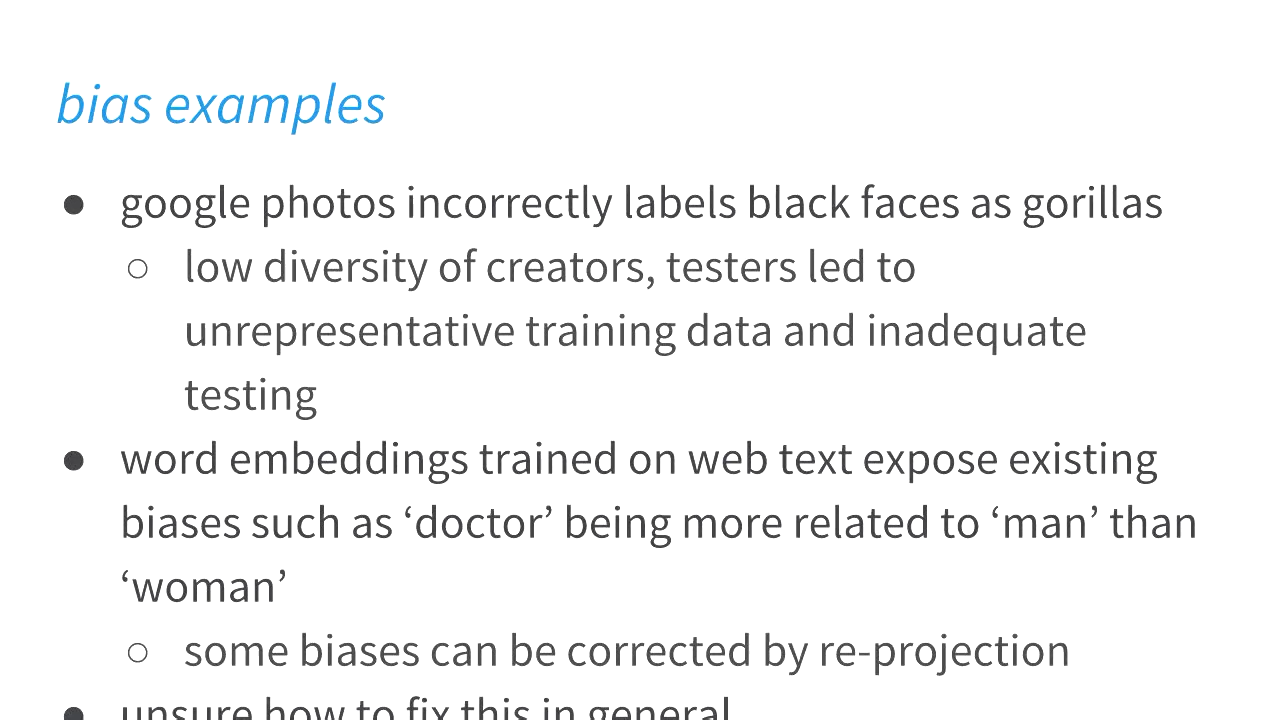 bias examples
● google photos incorrectly labels black faces as gorillas
○ low diversity of creators, testers led to
unrepresentative training data and inadequate
testing
● word embeddings trained on web text expose existing
biases such as ‘doctor’ being more related to ‘man’ than
‘woman’
○ some biases can be corrected by re-projection
● unsure how to fix this in general